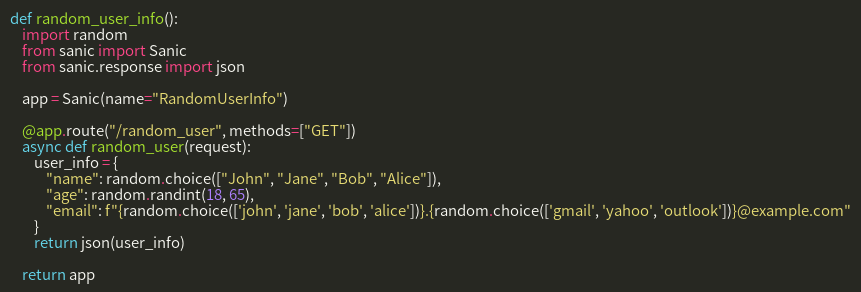 def random_user_info():
    import random
    from sanic import Sanic
    from sanic.response import json

    app = Sanic(name="RandomUserInfo")

    @app.route("/random_user", methods=["GET"])
    async def random_user(request):
        user_info = {
            "name": random.choice(["John", "Jane", "Bob", "Alice"]),
            "age": random.randint(18, 65),
            "email": f"{random.choice(['john', 'jane', 'bob', 'alice'])}.{random.choice(['gmail', 'yahoo', 'outlook'])}@example.com"
        }
        return json(user_info)

    return app